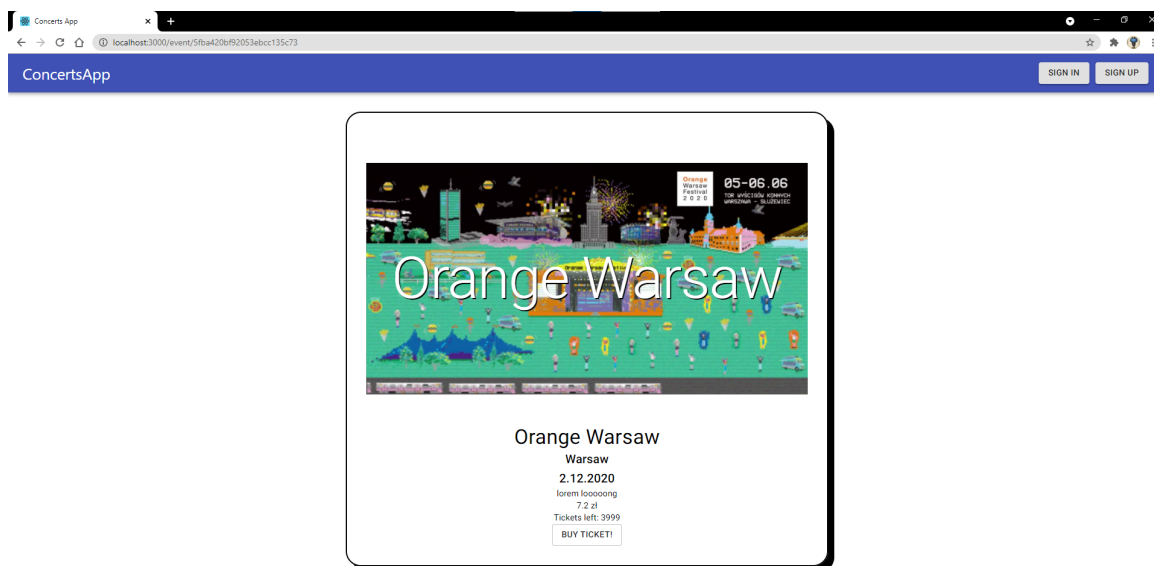 Concerts App
localhost:3000/event/5fba420bf92053ebcc135c73
ConcertsApp
SIGN IN
SIGN UP
Orange
Warsaw
Festival
2020
05-06.06
TOR WYŚCIGÓW KONNYCH
WARSZAWA - SŁUŻEWIEC
Orange Warsaw
Orange Warsaw
Warsaw
2.12.2020
lorem looooong
7.2 zł
Tickets left: 3999
BUY TICKET!